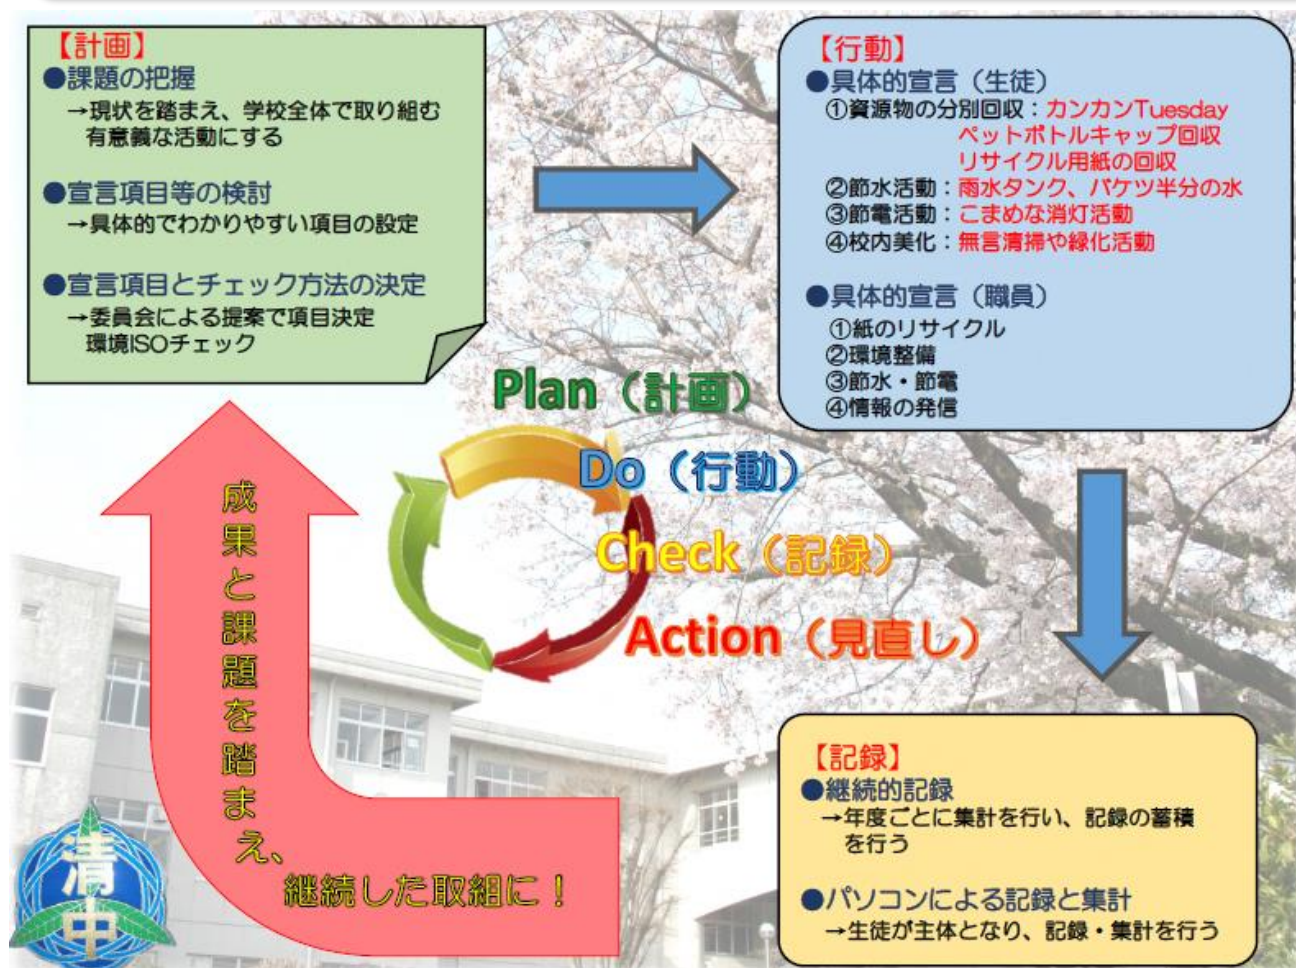 【計画】
●課題の把握
→現状を踏まえ、学校全体で取り組む
有意義な活動にする
●宣言項目等の検討
→具体的でわかりやすい項目の設定
●宣言項目とチェック方法の決定
→委員会による提案で項目決定
環境ISOチェック
【行動】
●具体的宣言（生徒）
①資源物の分別回収：カンカンTuesday
ペットボトルキャップ回収
リサイクル用紙の回収
②節水活動：雨水タンク、バケツ半分の水
③節電活動：こまめな消灯活動
④校内美化：無言清掃や緑化活動
●具体的宣言（職員）
①紙のリサイクル
②環境整備
③節水・節電
④情報の発信
Plan（計画）
Do（行動）
Check（記録）
Action（見直し）
【記録】
●継続的記録
→年度ごとに集計を行い、記録の蓄積
を行う
●パソコンによる記録と集計
→生徒が主体となり、記録・集計を行う
成果と課題を踏まえ、
継続した取組に！
清中